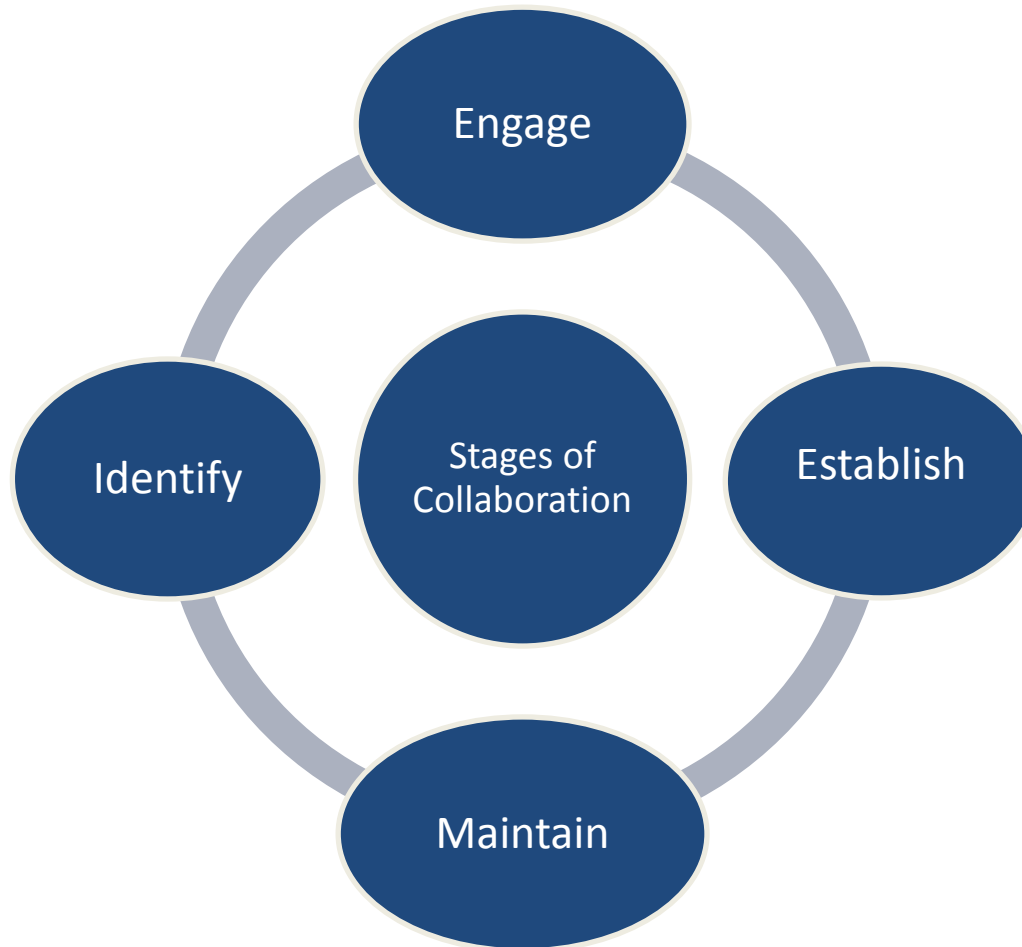 Engage
Identify
Stages of
Collaboration
Establish
Maintain